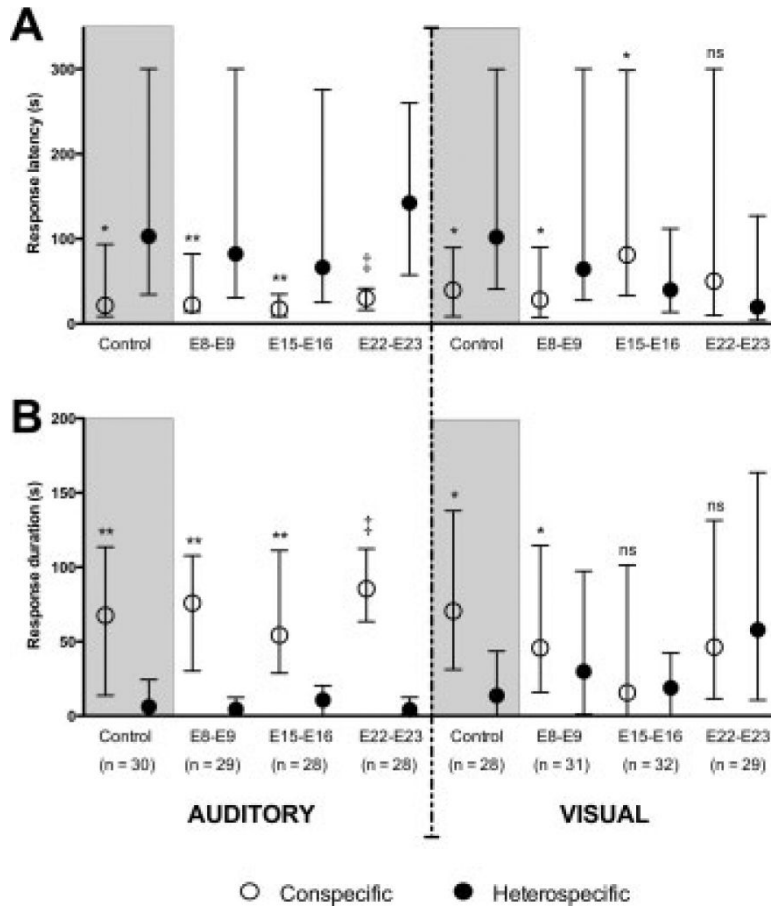 A
Response latency (s)
300
200
100
0
* ** ** ‡ * * * ns
Control E8-E9 E15-E16 E22-E23 Control E8-E9 E15-E16 E22-E23
B
Response duration (s)
200
150
100
50
0
** ** ** ‡ * * ns ns
Control E8-E9 E15-E16 E22-E23 Control E8-E9 E15-E16 E22-E23
(n = 30) (n = 29) (n = 28) (n = 28) (n = 28) (n = 31) (n = 32) (n = 29)
AUDITORY VISUAL
Conspecific Heterospecific